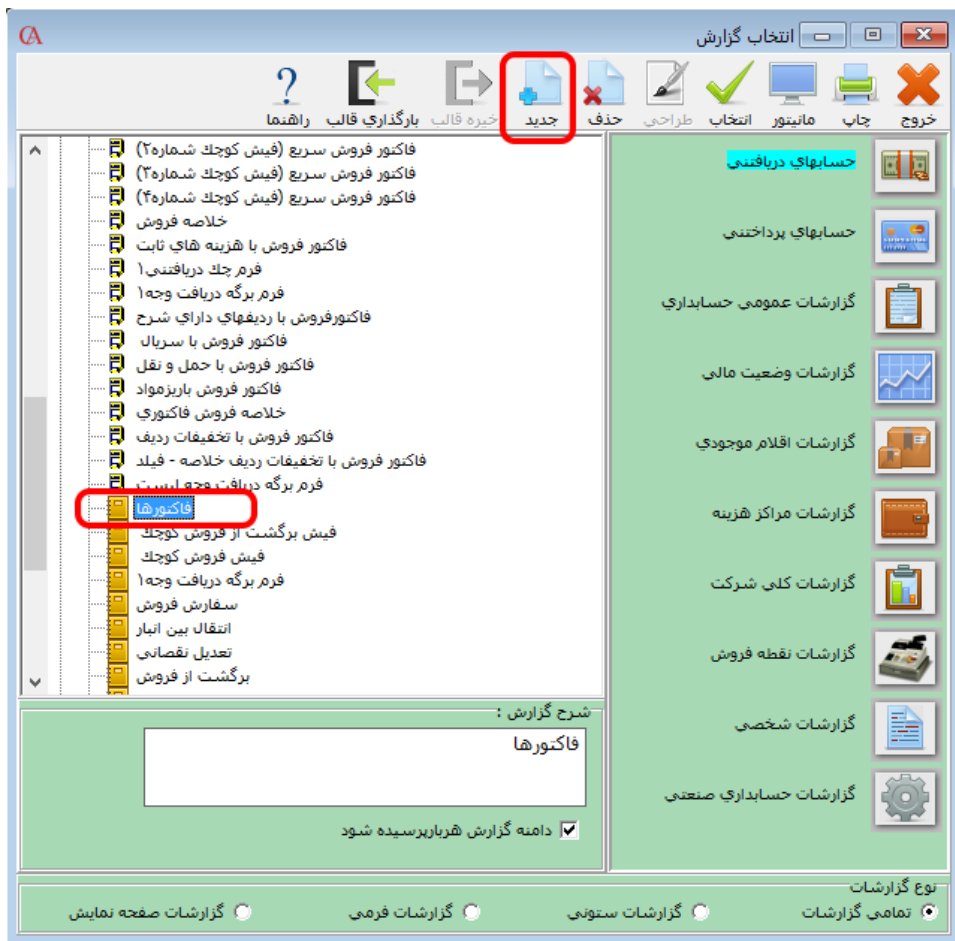 انتخاب گزارش
خروج
چاپ
مانيتور
انتخاب
طراحي
حذف
جديد
خيره قالب
بارگذاري قالب
راهنما
حسابهاي دريافتني
حسابهاي پرداختني
گزارشات عمومي حسابداري
گزارشات وضعيت مالي
گزارشات اقلام موجودي
گزارشات مراكز هزينه
گزارشات كلي شركت
گزارشات نقطه فروش
گزارشات شخصي
گزارشات حسابداري صنعتي
فاكتور فروش سريع (فيش كوچك شماره۲)
فاكتور فروش سريع (فيش كوچك شماره۳)
فاكتور فروش سريع (فيش كوچك شماره۴)
خلاصه فروش
فاكتور فروش با هزينه هاي ثابت
فرم چك دريافتني۱
فرم برگه دريافت وجه۱
فاكتورفروش با رديفهاي داراي شرح
فاكتور فروش با سريال
فاكتور فروش با حمل و نقل
فاكتور فروش باريزمواد
خلاصه فروش فاكتوري
فاكتور فروش با تخفيفات رديف
فاكتور فروش با تخفيفات رديف خلاصه - فيلد
فرم برگه دريافت وجه ليست
فاكتورها
فيش برگشت از فروش كوچك
فيش فروش كوچك
فرم برگه دريافت وجه۱
سفارش فروش
انتقال بين انبار
تعديل نقصاني
برگشت از فروش
شرح گزارش :
فاكتورها
دامنه گزارش هربارپرسيده شود
نوع گزارشات
تمامي گزارشات
گزارشات ستوني
گزارشات فرمي
گزارشات صفحه نمايش